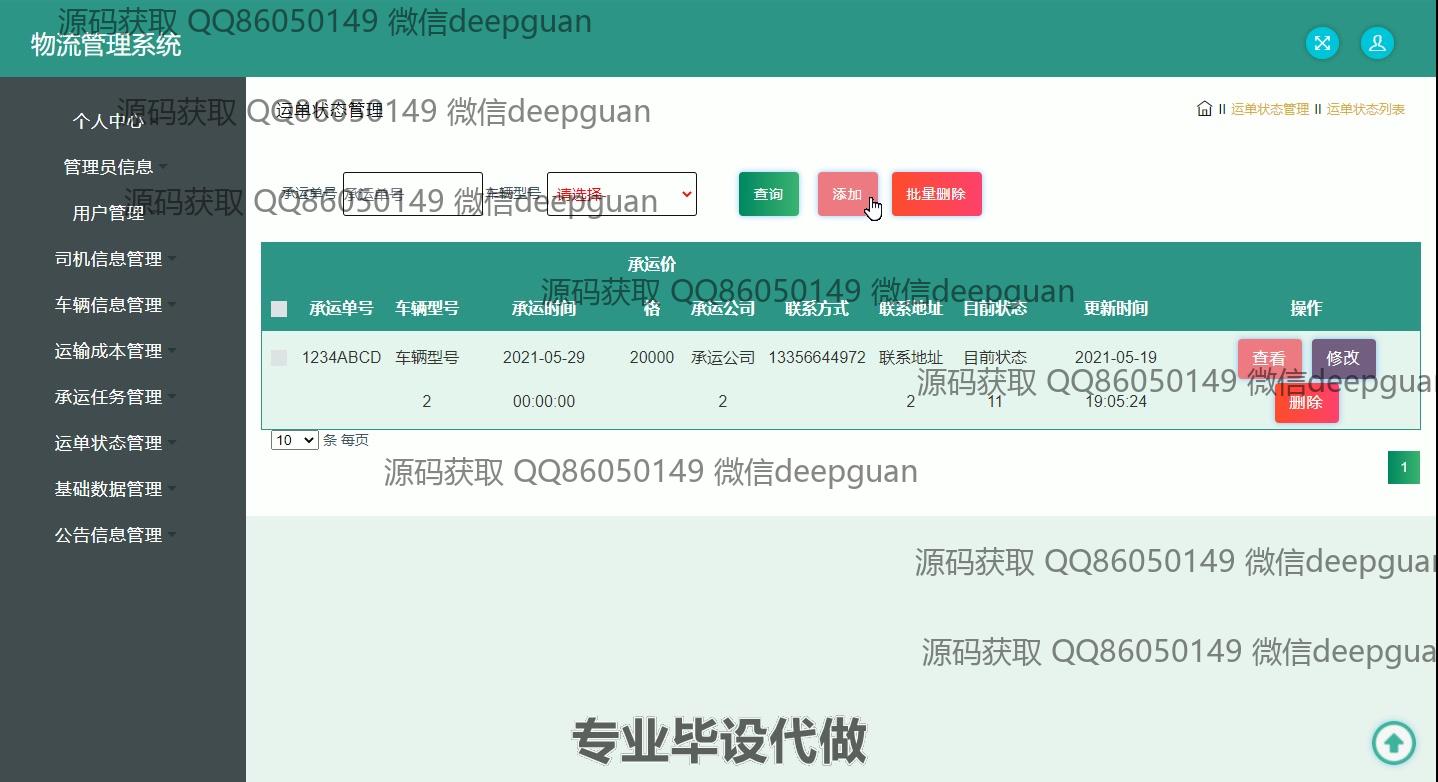 源码获取 QQ86050149 微信deepguan
物流管理系统
源码获取 QQ86050149 微信deepguan
个人中心
运单状态管理
运单状态管理
运单状态列表
管理员信息
源码获取 QQ86050149 微信deepguan
用户管理
承运单号 承运单号 车辆型号 请选择 查询 添加 批量删除
司机信息管理
车辆信息管理
运输成本管理
承运任务管理
运单状态管理
基础数据管理
公告信息管理
源码获取 QQ86050149 微信deepguan
承运单号 车辆型号 承运时间 承运价格 承运公司 联系方式 联系地址 目前状态 更新时间 操作
1234ABCD 车辆型号 2021-05-29 20000 承运公司 13356644972 联系地址 目前状态 2021-05-19 查看 修改
2 00:00:00 2 2 11 19:05:24 删除
源码获取 QQ86050149 微信deepgua
10 条 每页
源码获取 QQ86050149 微信deepguan
1
源码获取 QQ86050149 微信deepguan
源码获取 QQ86050149 微信deepgua
专业毕设代做